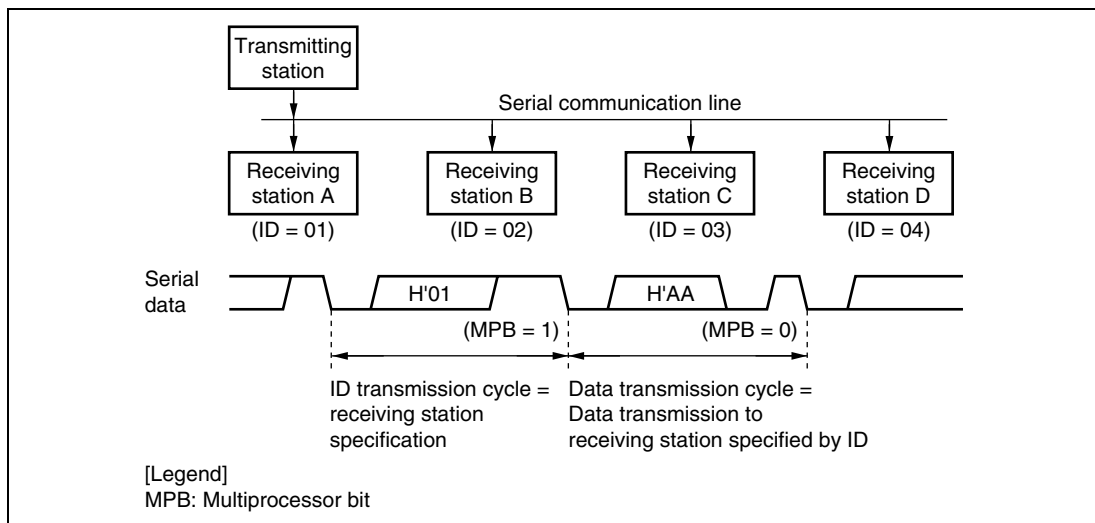 Transmitting
station
Serial communication line
Receiving
station A
Receiving
station B
Receiving
station C
Receiving
station D
(ID = 01)
(ID = 02)
(ID = 03)
(ID = 04)
Serial
data
H'01
H'AA
(MPB = 1)
(MPB = 0)
ID transmission cycle =
receiving station
specification
Data transmission cycle =
Data transmission to
receiving station specified by ID
[Legend]
MPB: Multiprocessor bit